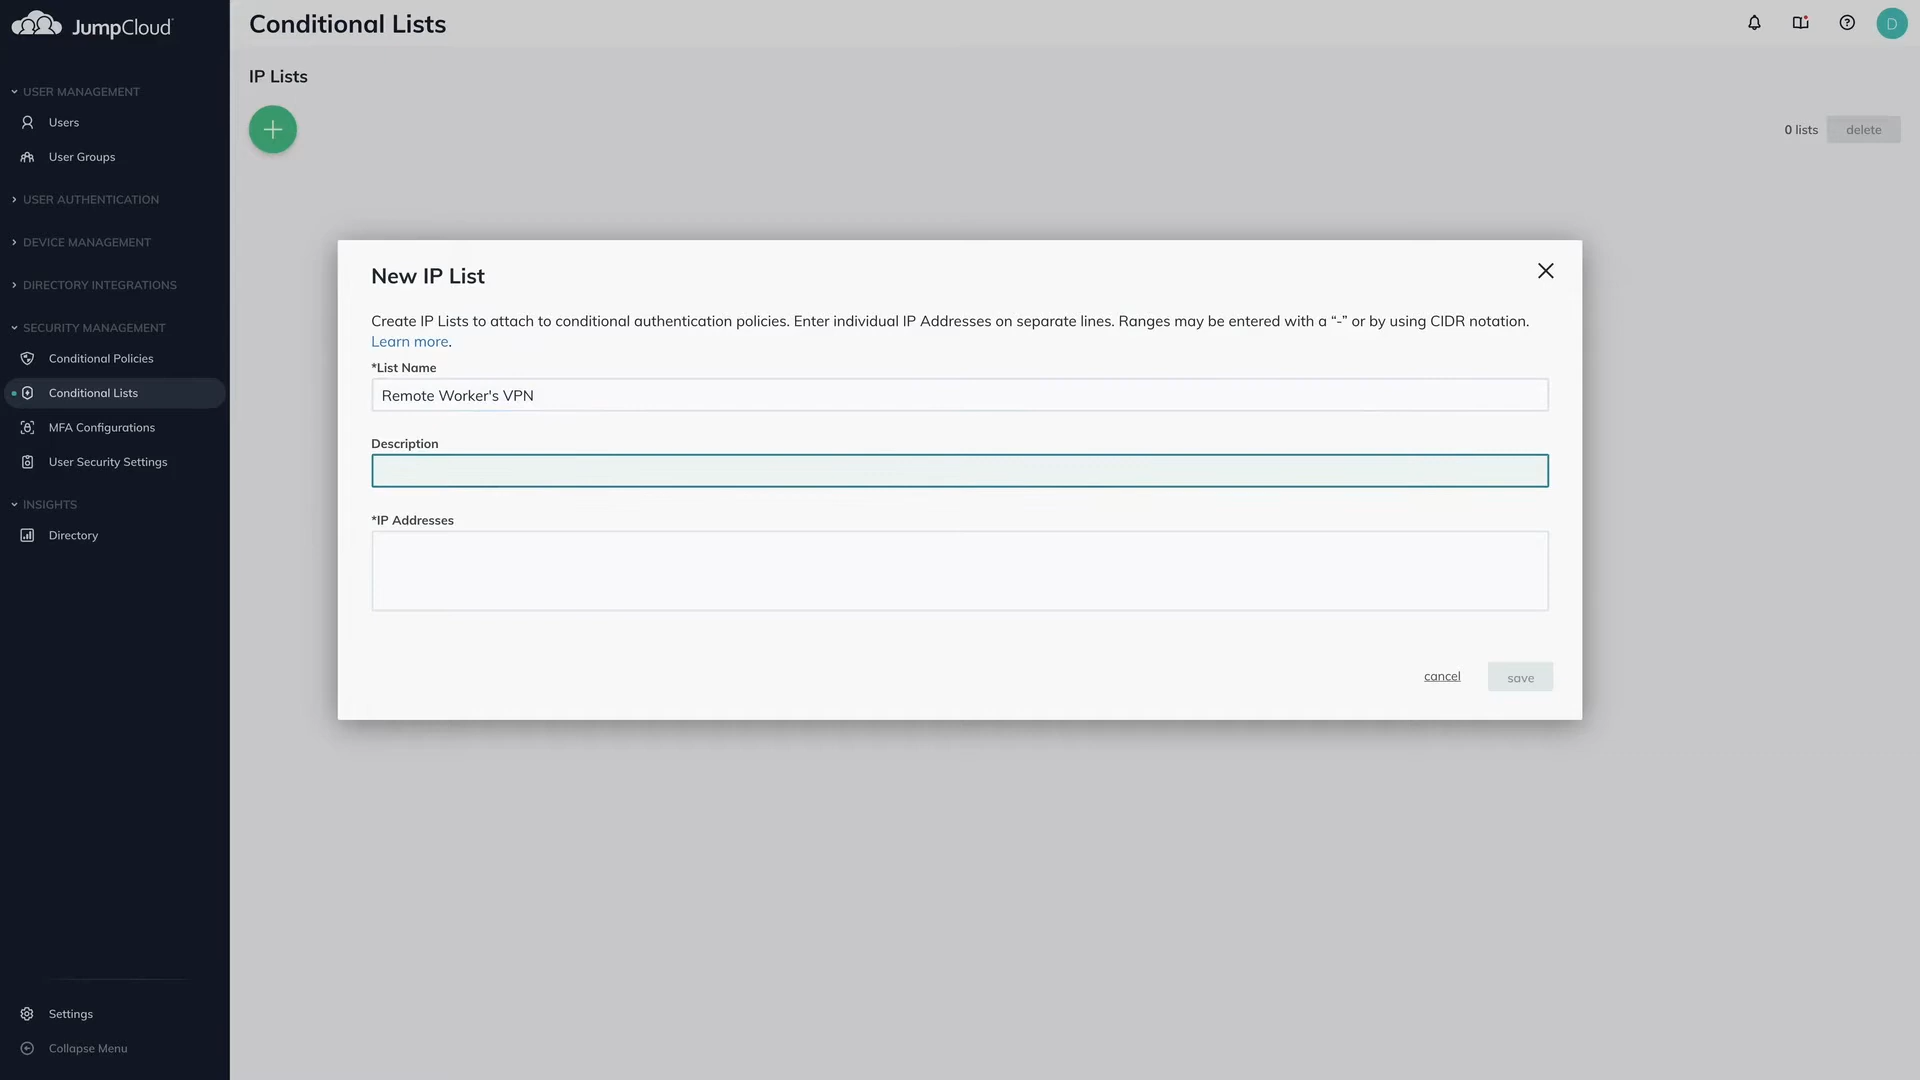 JumpCloud
USER MANAGEMENT
Users
User Groups
USER AUTHENTICATION
DEVICE MANAGEMENT
DIRECTORY INTEGRATIONS
SECURITY MANAGEMENT
Conditional Policies
Conditional Lists
MFA Configurations
User Security Settings
INSIGHTS
Directory
Settings
Collapse Menu
Conditional Lists
D
IP Lists
0 lists
delete
New IP List
Create IP Lists to attach to conditional authentication policies. Enter individual IP Addresses on separate lines. Ranges may be entered with a “-” or by using CIDR notation.
Learn more.
*List Name
Remote Worker's VPN
Description
*IP Addresses
cancel
save